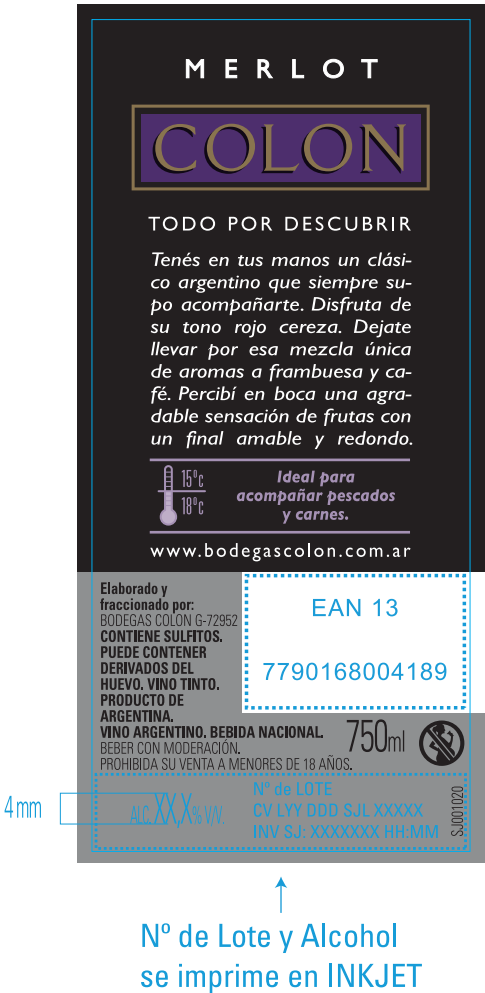 MERLOT
COLON
TODO POR DESCUBRIR
Tenés en tus manos un clási-
co argentino que siempre su-
po acompañarte. Disfruta de
su tono rojo cereza. Dejate
llevar por esa mezcla única
de aromas a frambuesa y ca-
fé. Percibí en boca una agra-
dable sensación de frutas con
un final amable y redondo.
15ºc
18ºc
Ideal para
acompañar pescados
y carnes.
www.bodegascolon.com.ar
Elaborado y
fraccionado por:
BODEGAS COLON G-72952
CONTIENE SULFITOS.
PUEDE CONTENER
DERIVADOS DEL
HUEVO. VINO TINTO.
PRODUCTO DE
ARGENTINA.
VINO ARGENTINO. BEBIDA NACIONAL.
BEBER CON MODERACIÓN.
PROHIBIDA SU VENTA A MENORES DE 18 AÑOS.
EAN 13
7790168004189
750ml
4mm
ALC. XX,X% V/V.
Nº de LOTE
CV LYY DDD SJL XXXXX
INV SJ: XXXXXXX HH:MM
SJ001020
Nº de Lote y Alcohol
se imprime en INKJET